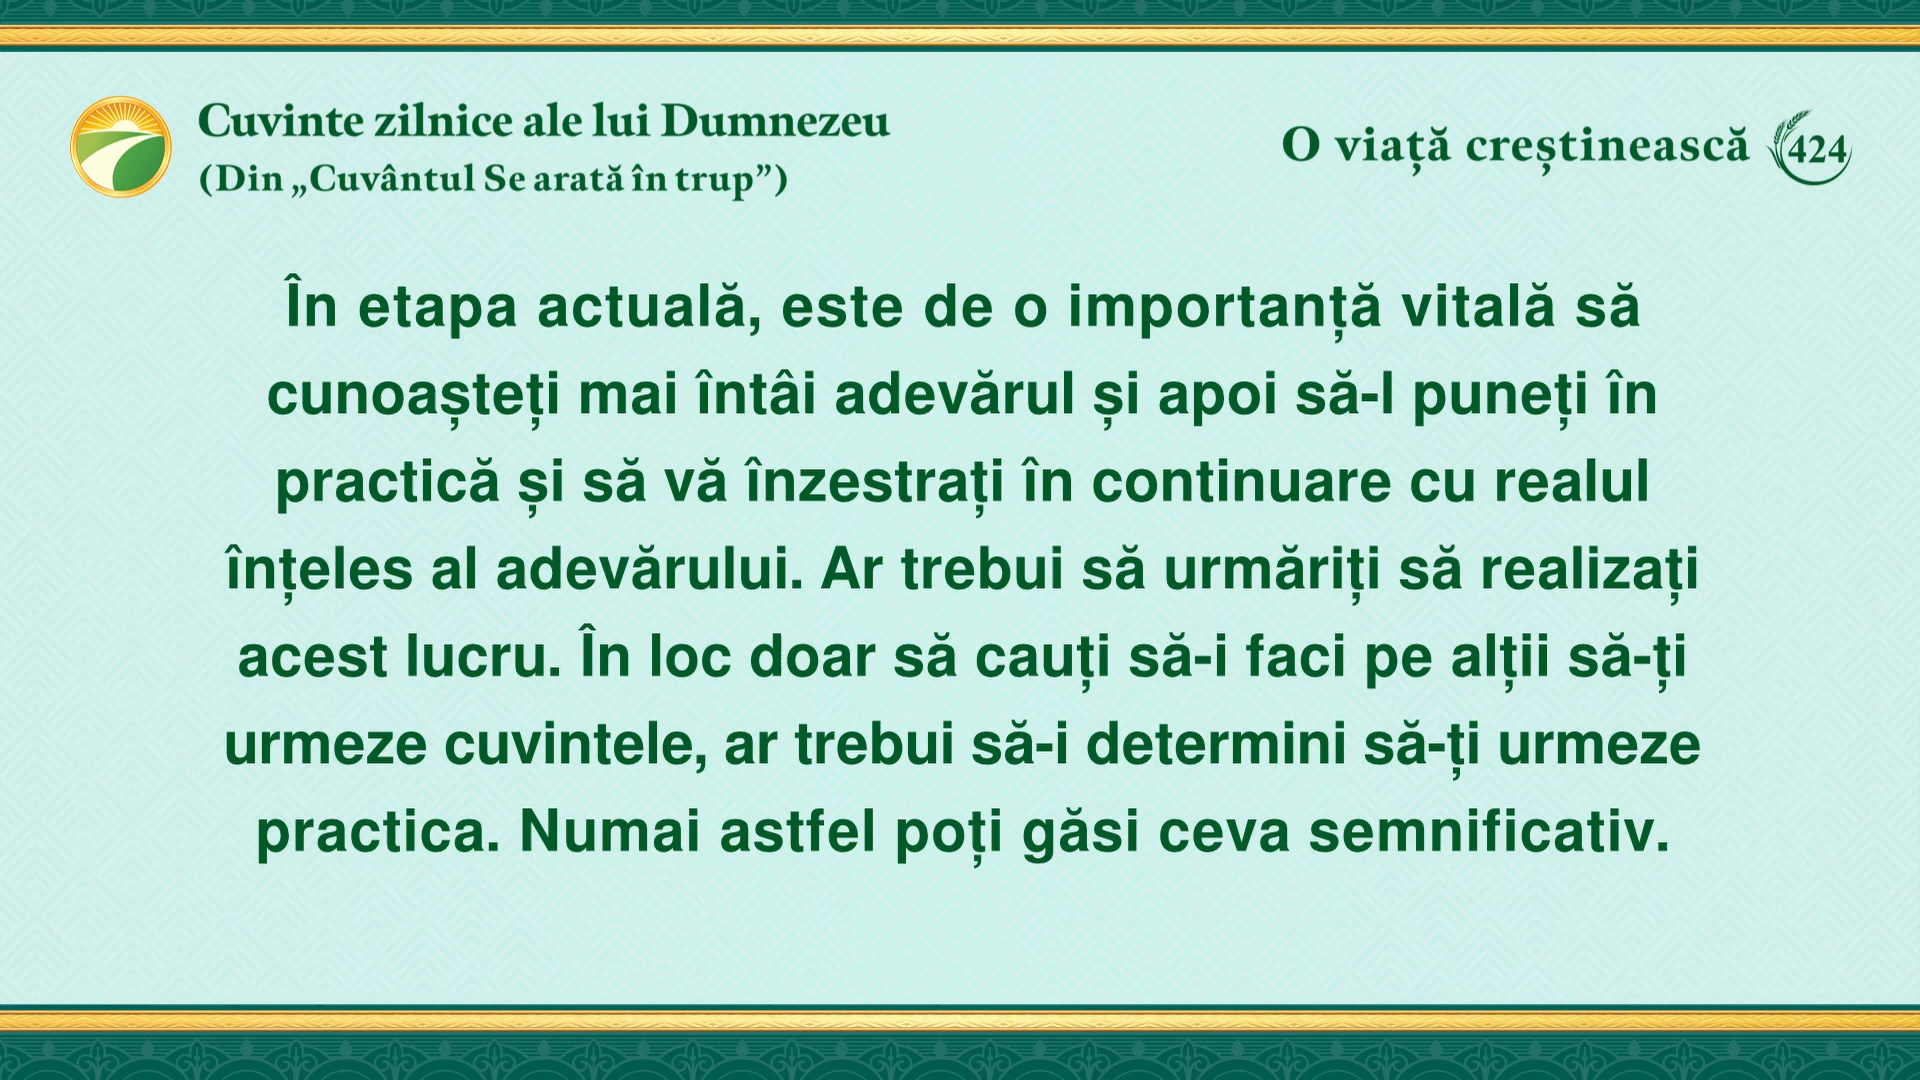 Cuvinte zilnice ale lui Dumnezeu
(Din „Cuvântul Se arată în trup”)
O viață creștinească 424
În etapa actuală, este de o importanță vitală să
cunoașteți mai întâi adevărul și apoi să-l puneți în
practică și să vă înzestrați în continuare cu realul
înțeles al adevărului. Ar trebui să urmăriți să realizați
acest lucru. În loc doar să cauți să-i faci pe alții să-ți
urmeze cuvintele, ar trebui să-i determini să-ți urmeze
practica. Numai astfel poți găsi ceva semnificativ.